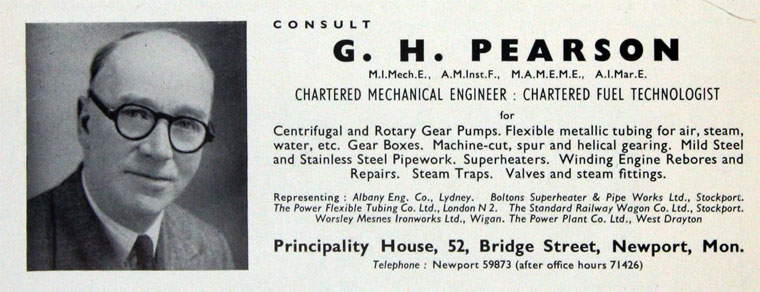 CONSULT
G. H. PEARSON
M.I.Mech.E., A.M.Inst.F., M.A.M.E.M.E., A.I.Mar.E.
CHARTERED MECHANICAL ENGINEER : CHARTERED FUEL TECHNOLOGIST
for
Centrifugal and Rotary Gear Pumps. Flexible metallic tubing for air, steam,
water, etc. Gear Boxes. Machine-cut, spur and helical gearing. Mild Steel
and Stainless Steel Pipework. Superheaters. Winding Engine Rebores and
Repairs. Steam Traps. Valves and steam fittings.
Representing : Albany Eng. Co., Lydney. Boltons Superheater & Pipe Works Ltd., Stockport.
The Power Flexible Tubing Co. Ltd., London N 2. The Standard Railway Wagon Co. Ltd., Stockport.
Worsley Mesnes Ironworks Ltd., Wigan. The Power Plant Co. Ltd., West Drayton
Principality House, 52, Bridge Street, Newport, Mon.
Telephone : Newport 59873 (after office hours 71426)